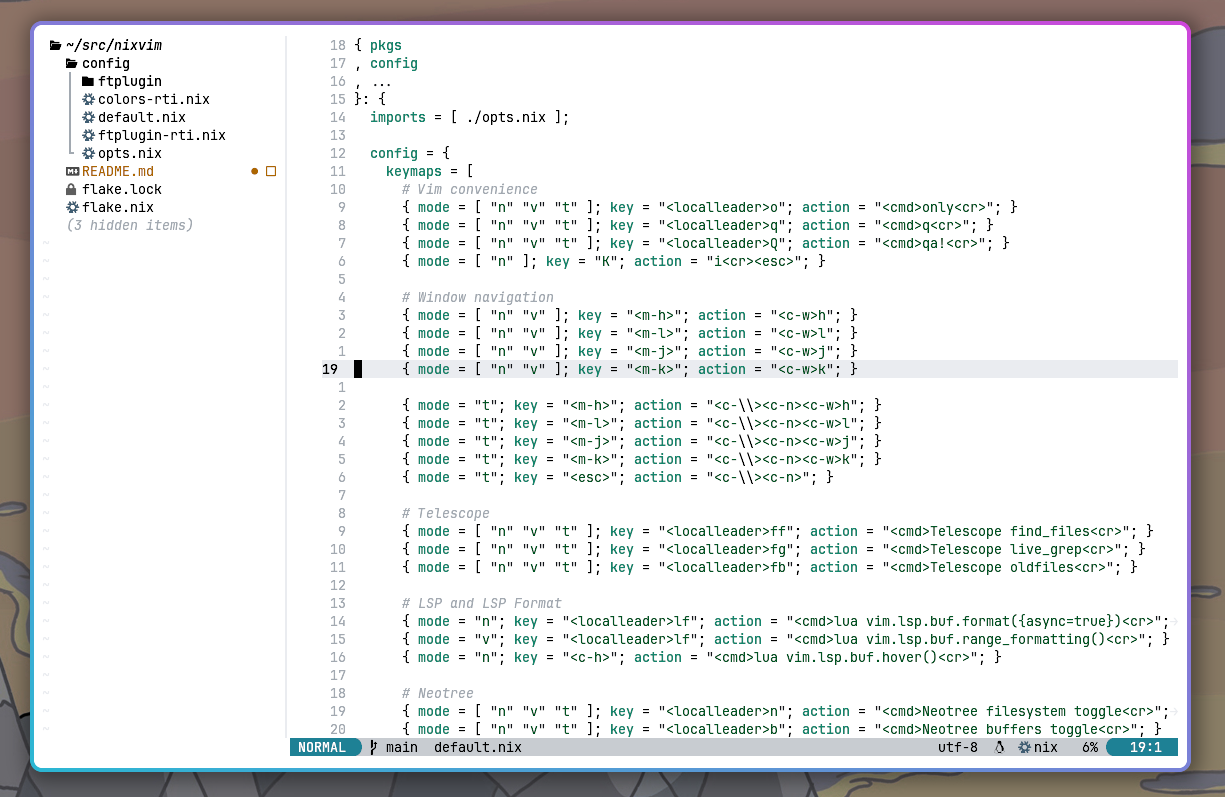 ~/src/nixvim
config
ftplugin
colors-rti.nix
default.nix
ftplugin-rti.nix
opts.nix
README.md
flake.lock
flake.nix
(3 hidden items)
18 { pkgs
17 , config
16 , ...
15 }: {
14   imports = [ ./opts.nix ];
13
12   config = {
11     keymaps = [
10       # Vim convenience
9       { mode = [ "n" "v" "t" ]; key = "<localleader>o"; action = "<cmd>only<cr>"; }
8       { mode = [ "n" "v" "t" ]; key = "<localleader>q"; action = "<cmd>q<cr>"; }
7       { mode = [ "n" "v" "t" ]; key = "<localleader>Q"; action = "<cmd>qa!<cr>"; }
6       { mode = [ "n" ]; key = "K"; action = "i<cr><esc>"; }
5
4       # Window navigation
3       { mode = [ "n" "v" ]; key = "<m-h>"; action = "<c-w>h"; }
2       { mode = [ "n" "v" ]; key = "<m-l>"; action = "<c-w>l"; }
1       { mode = [ "n" "v" ]; key = "<m-j>"; action = "<c-w>j"; }
19       { mode = [ "n" "v" ]; key = "<m-k>"; action = "<c-w>k"; }
1
2       { mode = "t"; key = "<m-h>"; action = "<c-\\><c-n><c-w>h"; }
3       { mode = "t"; key = "<m-l>"; action = "<c-\\><c-n><c-w>l"; }
4       { mode = "t"; key = "<m-j>"; action = "<c-\\><c-n><c-w>j"; }
5       { mode = "t"; key = "<m-k>"; action = "<c-\\><c-n><c-w>k"; }
6       { mode = "t"; key = "<esc>"; action = "<c-\\><c-n>"; }
7
8       # Telescope
9       { mode = [ "n" "v" "t" ]; key = "<localleader>ff"; action = "<cmd>Telescope find_files<cr>"; }
10       { mode = [ "n" "v" "t" ]; key = "<localleader>fg"; action = "<cmd>Telescope live_grep<cr>"; }
11       { mode = [ "n" "v" "t" ]; key = "<localleader>fb"; action = "<cmd>Telescope oldfiles<cr>"; }
12
13       # LSP and LSP Format
14       { mode = "n"; key = "<localleader>lf"; action = "<cmd>lua vim.lsp.buf.format({async=true})<cr>";
15       { mode = "v"; key = "<localleader>lf"; action = "<cmd>lua vim.lsp.buf.range_formatting()<cr>"; }
16       { mode = "n"; key = "<c-h>"; action = "<cmd>lua vim.lsp.buf.hover()<cr>"; }
17
18       # Neotree
19       { mode = [ "n" "v" "t" ]; key = "<localleader>n"; action = "<cmd>Neotree filesystem toggle<cr>";
20       { mode = [ "n" "v" "t" ]; key = "<localleader>b"; action = "<cmd>Neotree buffers toggle<cr>"; }
NORMAL main default.nix utf-8 nix 6% 19:1